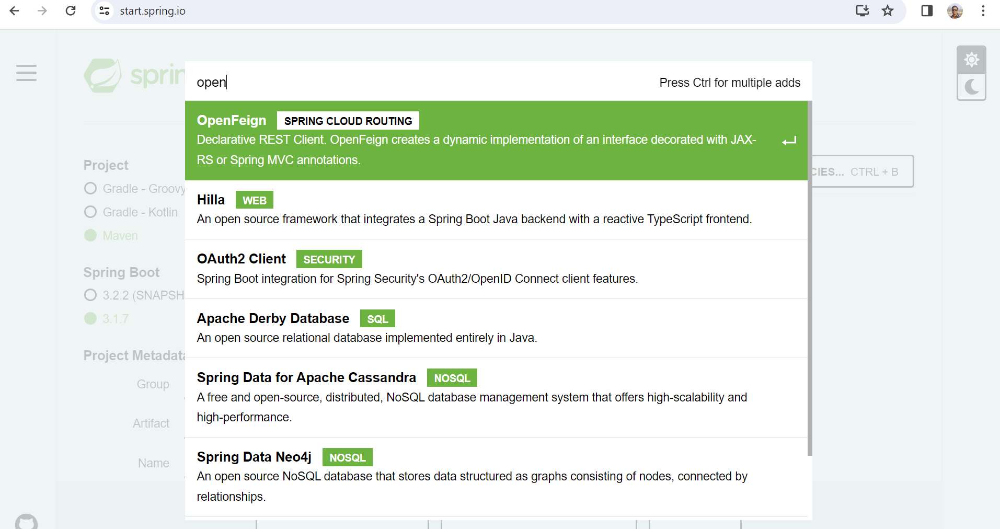 start.spring.io
sprin
open
Press Ctrl for multiple adds
OpenFeign SPRING CLOUD ROUTING
Declarative REST Client. OpenFeign creates a dynamic implementation of an interface decorated with JAX-
RS or Spring MVC annotations.
CIES... CTRL + B
Project
Gradle - Groovy
Gradle - Kotlin
Maven
Spring Boot
3.2.2 (SNAPSH
3.1.7
Project Metadata
Group
Artifact
Name
Hilla WEB
An open source framework that integrates a Spring Boot Java backend with a reactive TypeScript frontend.
OAuth2 Client SECURITY
Spring Boot integration for Spring Security's OAuth2/OpenID Connect client features.
Apache Derby Database SQL
An open source relational database implemented entirely in Java.
Spring Data for Apache Cassandra NOSQL
A free and open-source, distributed, NoSQL database management system that offers high-scalability and
high-performance.
Spring Data Neo4j NOSQL
An open source NoSQL database that stores data structured as graphs consisting of nodes, connected by
relationships.